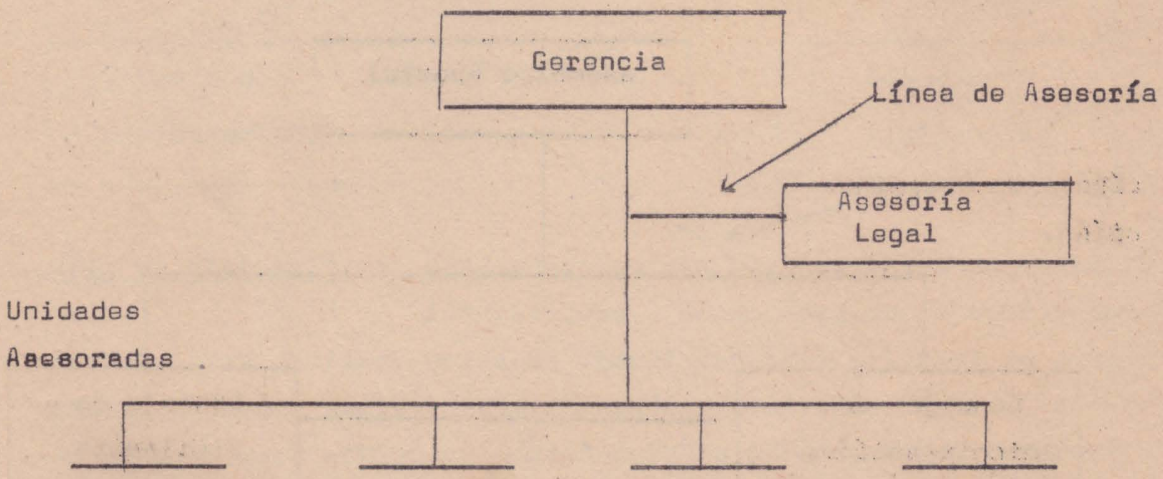 Gerencia
Línea de Asesoría
Asesoría
Legal
Unidades
Asesoradas